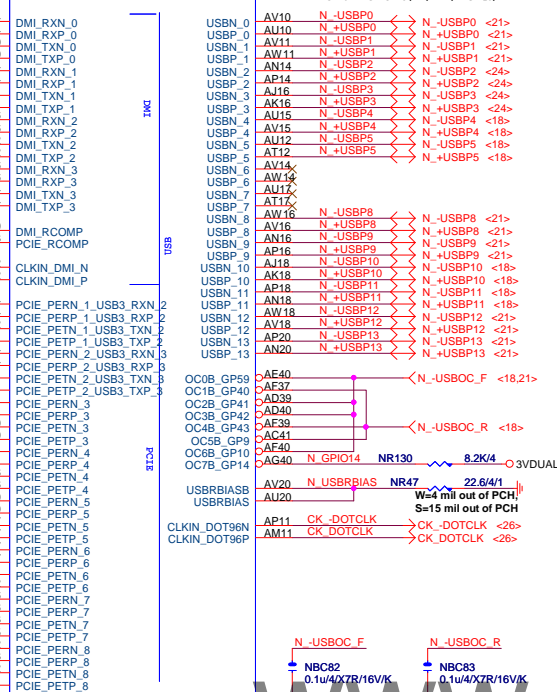 DMI_RXN_0 USBN_0 AV10 N_-USBP0 N_-USBP0 <21>
DMI_RXP_0 USBP_0 AU10 N_+USBP0 N_+USBP0 <21>
DMI_TXN_0 USBN_1 AV11 N_-USBP1 N_-USBP1 <21>
DMI_TXP_0 USBP_1 AW11 N_+USBP1 N_+USBP1 <21>
DMI_RXN_1 USBN_2 AN14 N_-USBP2 N_-USBP2 <24>
DMI_RXP_1 USBP_2 AP14 N_+USBP2 N_+USBP2 <24>
DMI_TXN_1 USBN_3 AJ16 N_-USBP3 N_-USBP3 <24>
DMI_TXP_1 USBP_3 AK16 N_+USBP3 N_+USBP3 <24>
DMI_RXN_2 USBN_4 AU15 N_-USBP4 N_-USBP4 <18>
DMI_RXP_2 USBP_4 AV15 N_+USBP4 N_+USBP4 <18>
DMI_TXN_2 USBN_5 AU12 N_-USBP5 N_-USBP5 <18>
DMI_TXP_2 USBP_5 AT12 N_+USBP5 N_+USBP5 <18>
DMI_RXN_3 USBN_6 AV14
DMI_RXP_3 USBP_6 AW14
DMI_TXN_3 USBN_7 AU17
DMI_TXP_3 USBP_7 AT17
DMI
USBN_8 AW16 N_-USBP8 N_-USBP8 <21>
DMI_RCOMP USBP_8 AV16 N_+USBP8 N_+USBP8 <21>
PCIE_RCOMP USBN_9 AN16 N_-USBP9 N_-USBP9 <21>
USBP_9 AP16 N_+USBP9 N_+USBP9 <21>
CLKIN_DMI_N USBN_10 AJ18 N_-USBP10 N_-USBP10 <18>
CLKIN_DMI_P USBP_10 AK18 N_+USBP10 N_+USBP10 <18>
USBN_11 AP18 N_-USBP11 N_-USBP11 <18>
PCIE_PERN_1_USB3_RXN_2 USBP_11 AN18 N_+USBP11 N_+USBP11 <18>
PCIE_PERP_1_USB3_RXP_2 USBN_12 AW18 N_-USBP12 N_-USBP12 <21>
PCIE_PETN_1_USB3_TXN_2 USBP_12 AV18 N_+USBP12 N_+USBP12 <21>
PCIE_PETP_1_USB3_TXP_2 USBN_13 AP20 N_-USBP13 N_-USBP13 <21>
PCIE_PERN_2_USB3_RXN_3 USBP_13 AN20 N_+USBP13 N_+USBP13 <21>
USB
PCIE_PERP_2_USB3_RXP_3
PCIE_PETN_2_USB3_TXN_3 OC0B_GP59 AE40 N_-USBOC_F <18,21>
PCIE_PETP_2_USB3_TXP_3 OC1B_GP40 AF37
PCIE_PERN_3 OC2B_GP41 AD39
PCIE_PERP_3 OC3B_GP42 AD40
PCIE_PETN_3 OC4B_GP43 AF39 N_-USBOC_R <18>
PCIE_PETP_3 OC5B_GP9 AC41
PCIE_PERN_4 OC6B_GP10 AF40
PCIE_PERP_4 OC7B_GP14 AG40 N_GPIO14 NR130 8.2K/4 3VDUAL
PCIE
PCIE_PETN_4
PCIE_PETP_4 USBRBIASB AV20 N_USBRBIAS NR47 22.6/4/1
PCIE_PERN_5 USBRBIAS AU20 W=4 mil out of PCH,
PCIE_PERP_5 S=15 mil out of PCH
PCIE_PETN_5 CLKIN_DOT96N AP11 CK_-DOTCLK CK_-DOTCLK <26>
PCIE_PETP_5 CLKIN_DOT96P AM11 CK_DOTCLK CK_DOTCLK <26>
PCIE_PERN_6
PCIE_PERP_6
PCIE_PETN_6
PCIE_PETP_6
PCIE_PERN_7
PCIE_PERP_7
PCIE_PETN_7
PCIE_PETP_7 N_-USBOC_F N_-USBOC_R
PCIE_PERN_8
PCIE_PERP_8 NBC82 NBC83
PCIE_PETN_8 0.1u/4/X7R/16V/K 0.1u/4/X7R/16V/K
PCIE_PETP_8